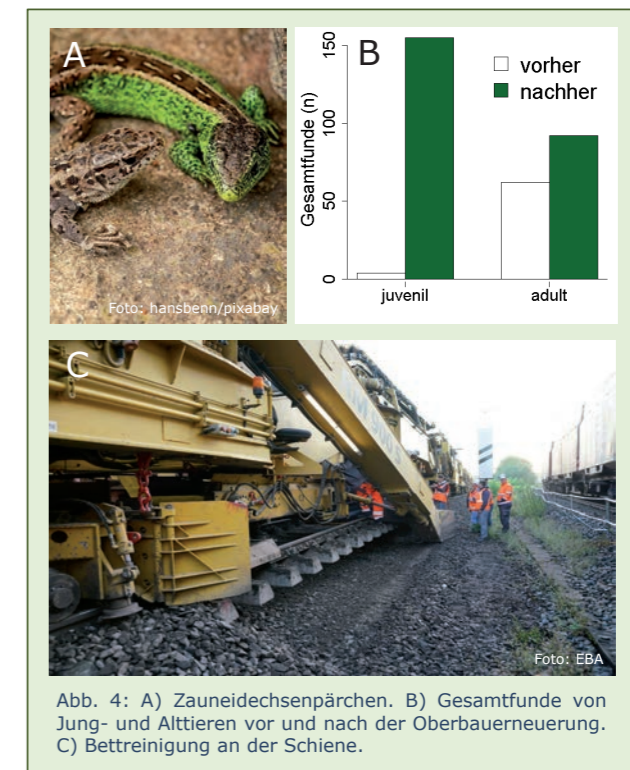 A
Foto: hansbenn/pixabay
B
Gesamtfunde (n)
150
100
50
0
vorher
nachher
juvenil
adult
C
Foto: EBA
Abb. 4: A) Zauneidechsenpärchen. B) Gesamtfunde von
Jung- und Alttieren vor und nach der Oberbauerneuerung.
C) Bettreinigung an der Schiene.